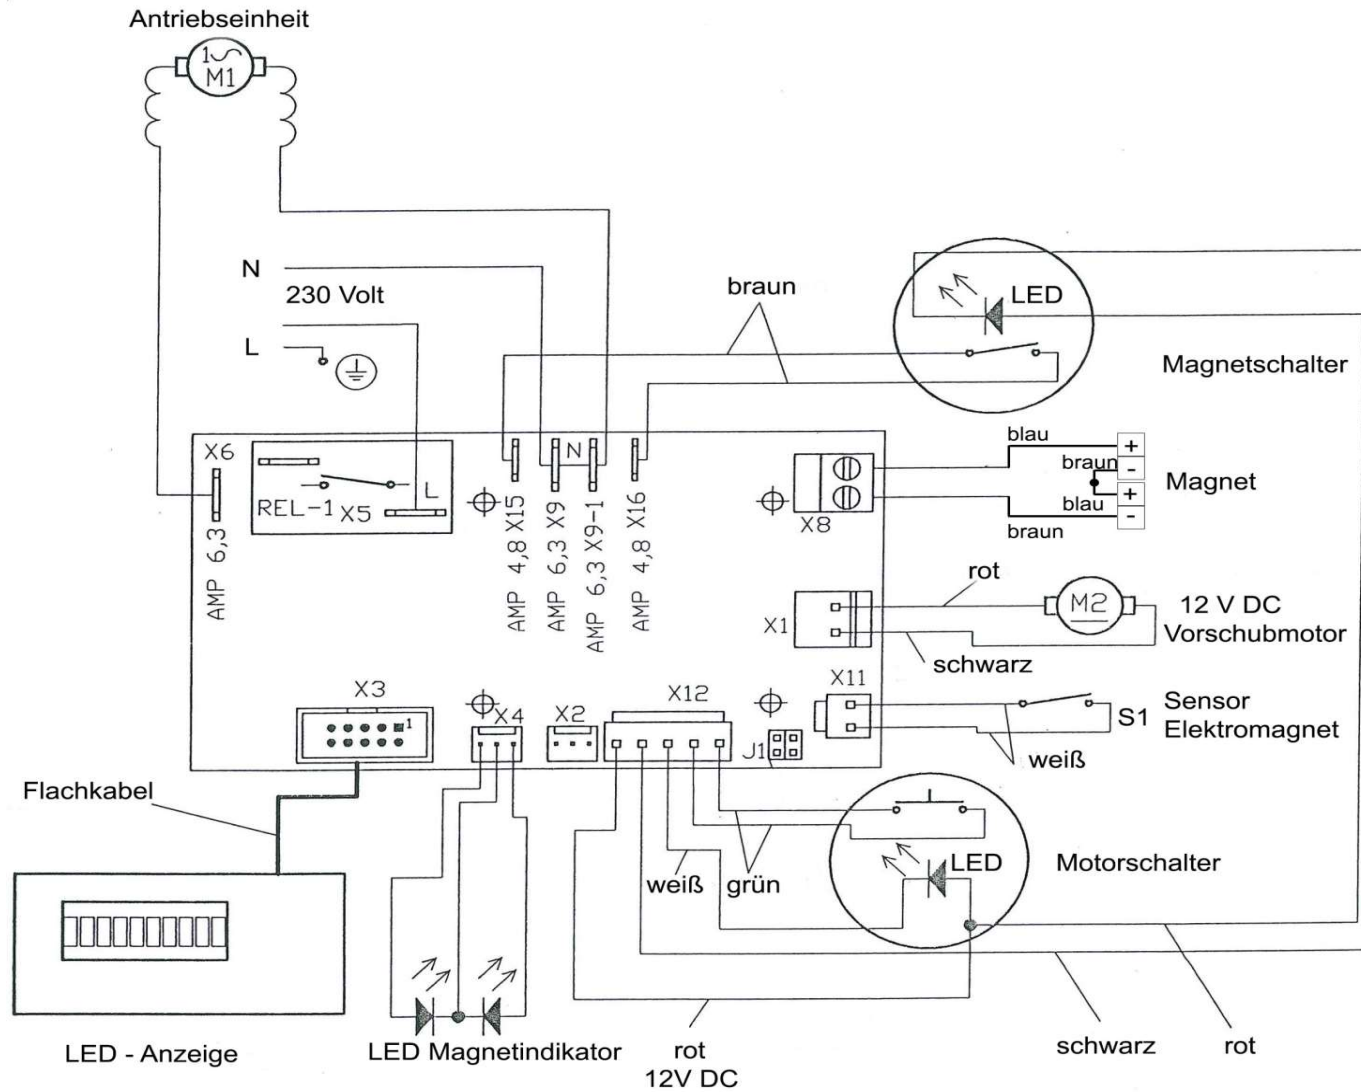 Antriebseinheit
1
M1
N
230 Volt
L
braun
LED
Magnetschalter
X6
AMP 6,3
REL-1
X5
L
N
AMP 4,8 X15
AMP 6,3 X9
AMP 6,3 X9-1
AMP 4,8 X16
X8
blau
braun
blau
braun
+
-
+
-
Magnet
X1
rot
schwarz
M2
12 V DC
Vorschubmotor
X11
S1
Sensor
Elektromagnet
weiß
X3
1
X4
X2
X12
J1
Flachkabel
weiß
grün
LED
Motorschalter
LED - Anzeige
LED Magnetindikator
rot
12V DC
schwarz
rot